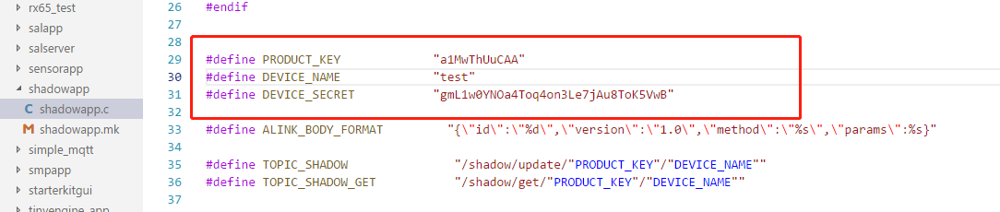 rx65_test
salapp
salserver
sensorapp
shadowapp
C shadowapp.c
M shadowapp.mk
simple_mqtt
smpapp
starterkitgui
tinyengine_app
26 #endif
27
28
29 #define PRODUCT_KEY "a1MwThUuCAA"
30 #define DEVICE_NAME "test"
31 #define DEVICE_SECRET "gmL1w0YNOa4Toq4on3Le7jAu8ToK5VwB"
32
33 #define ALINK_BODY_FORMAT "{\"id\":\"%d\",\"version\":\"1.0\",\"method\":\"%s\",\"params\":%s}"
34
35 #define TOPIC_SHADOW "/shadow/update/"PRODUCT_KEY"/"DEVICE_NAME""
36 #define TOPIC_SHADOW_GET "/shadow/get/"PRODUCT_KEY"/"DEVICE_NAME""
37